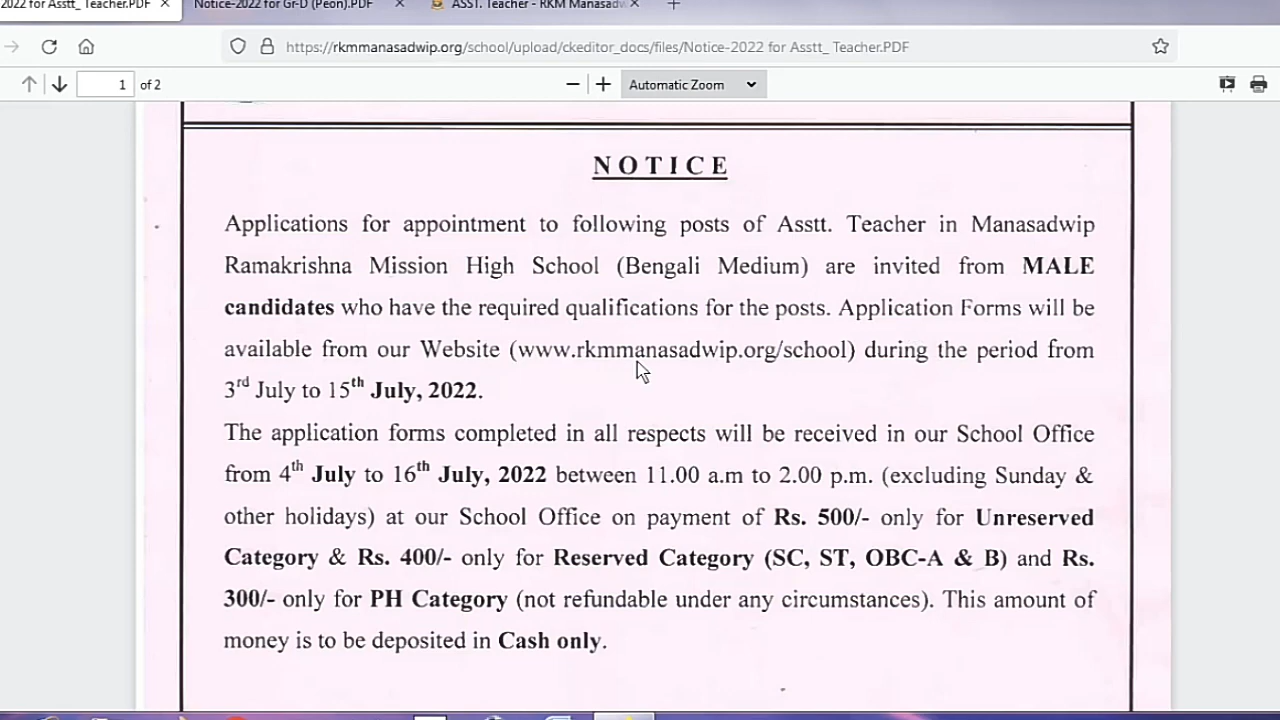 2022 for Asstt_ Teacher.PDF
Notice-2022 for Gr-D (Peon).PDF
ASST. Teacher - RKM Manasadw
https://rkmmanasadwip.org/school/upload/ckeditor_docs/files/Notice-2022 for Asstt_ Teacher.PDF
1 of 2
Automatic Zoom
NOTICE
Applications for appointment to following posts of Asstt. Teacher in Manasadwip
Ramakrishna Mission High School (Bengali Medium) are invited from MALE
candidates who have the required qualifications for the posts. Application Forms will be
available from our Website (www.rkmmanasadwip.org/school) during the period from
3rd July to 15th July, 2022.
The application forms completed in all respects will be received in our School Office
from 4th July to 16th July, 2022 between 11.00 a.m to 2.00 p.m. (excluding Sunday &
other holidays) at our School Office on payment of Rs. 500/- only for Unreserved
Category & Rs. 400/- only for Reserved Category (SC, ST, OBC-A & B) and Rs.
300/- only for PH Category (not refundable under any circumstances). This amount of
money is to be deposited in Cash only.